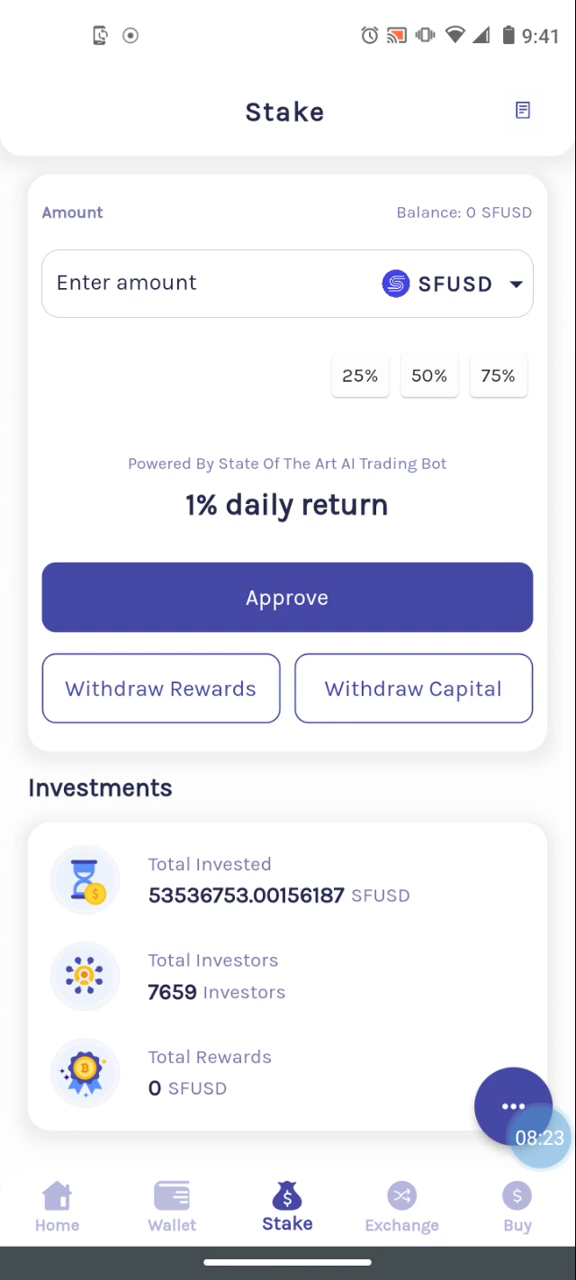 9:41
Stake
Amount
Balance: 0 SFUSD
Enter amount
SFUSD
25% 50% 75%
Powered By State Of The Art AI Trading Bot
1% daily return
Approve
Withdraw Rewards
Withdraw Capital
Investments
Total Invested
53536753.00156187 SFUSD
Total Investors
7659 Investors
Total Rewards
0 SFUSD
08:23
Home Wallet Stake Exchange Buy